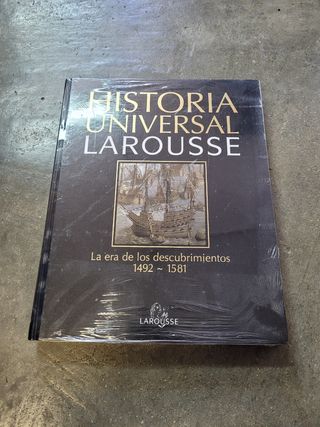 HISTORIA
UNIVERSAL
LAROUSSE
La era de los descubrimientos
1492 ~ 1581
LAROUSSE